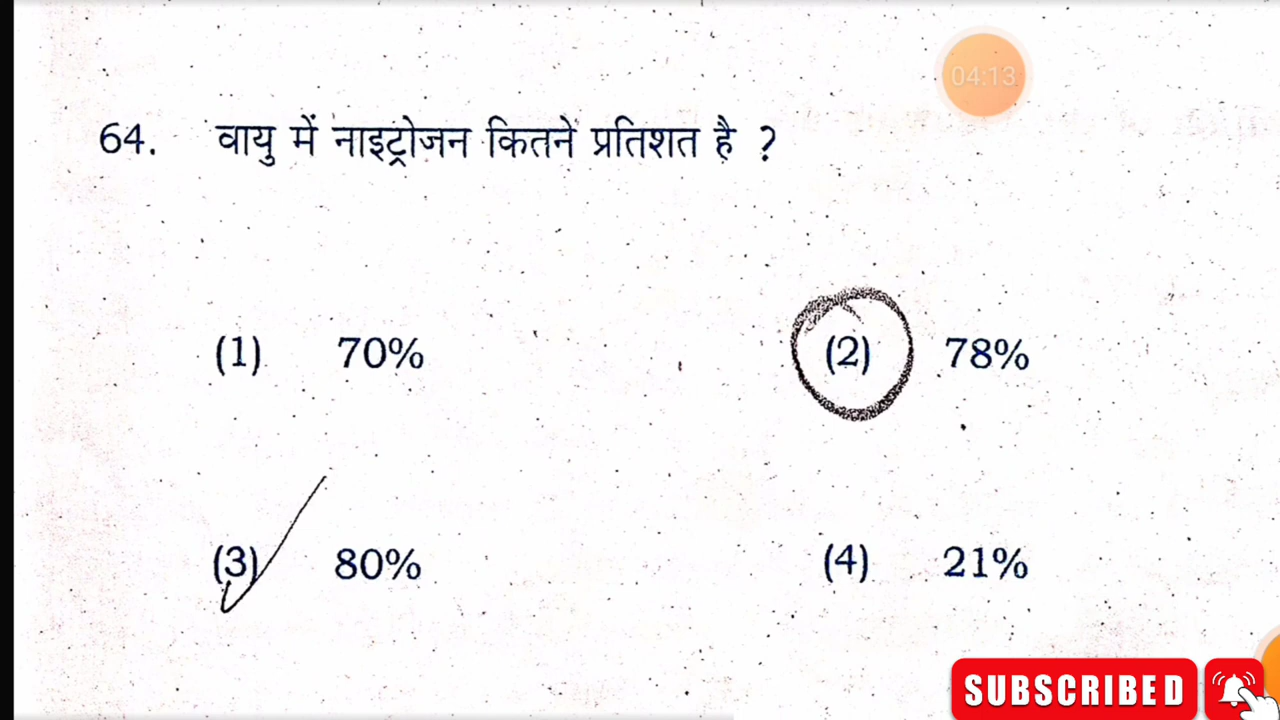 04:13
64. वायु में नाइट्रोजन कितने प्रतिशत है ?
(1) 70% (2) 78%
(3) 80% (4) 21%
SUBSCRIBED